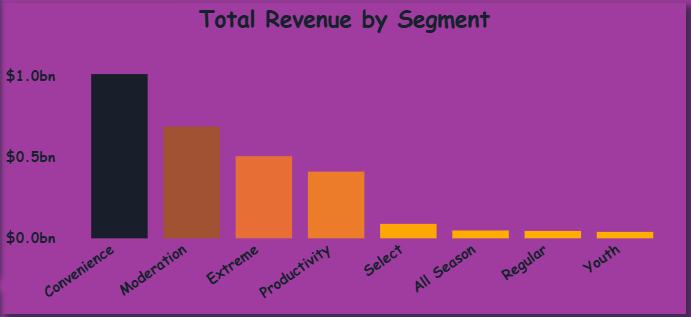 Total Revenue by Segment
$1.0bn
$0.5bn
$0.0bn
Convenience
Moderation
Extreme
Productivity
Select
All Season
Regular
Youth